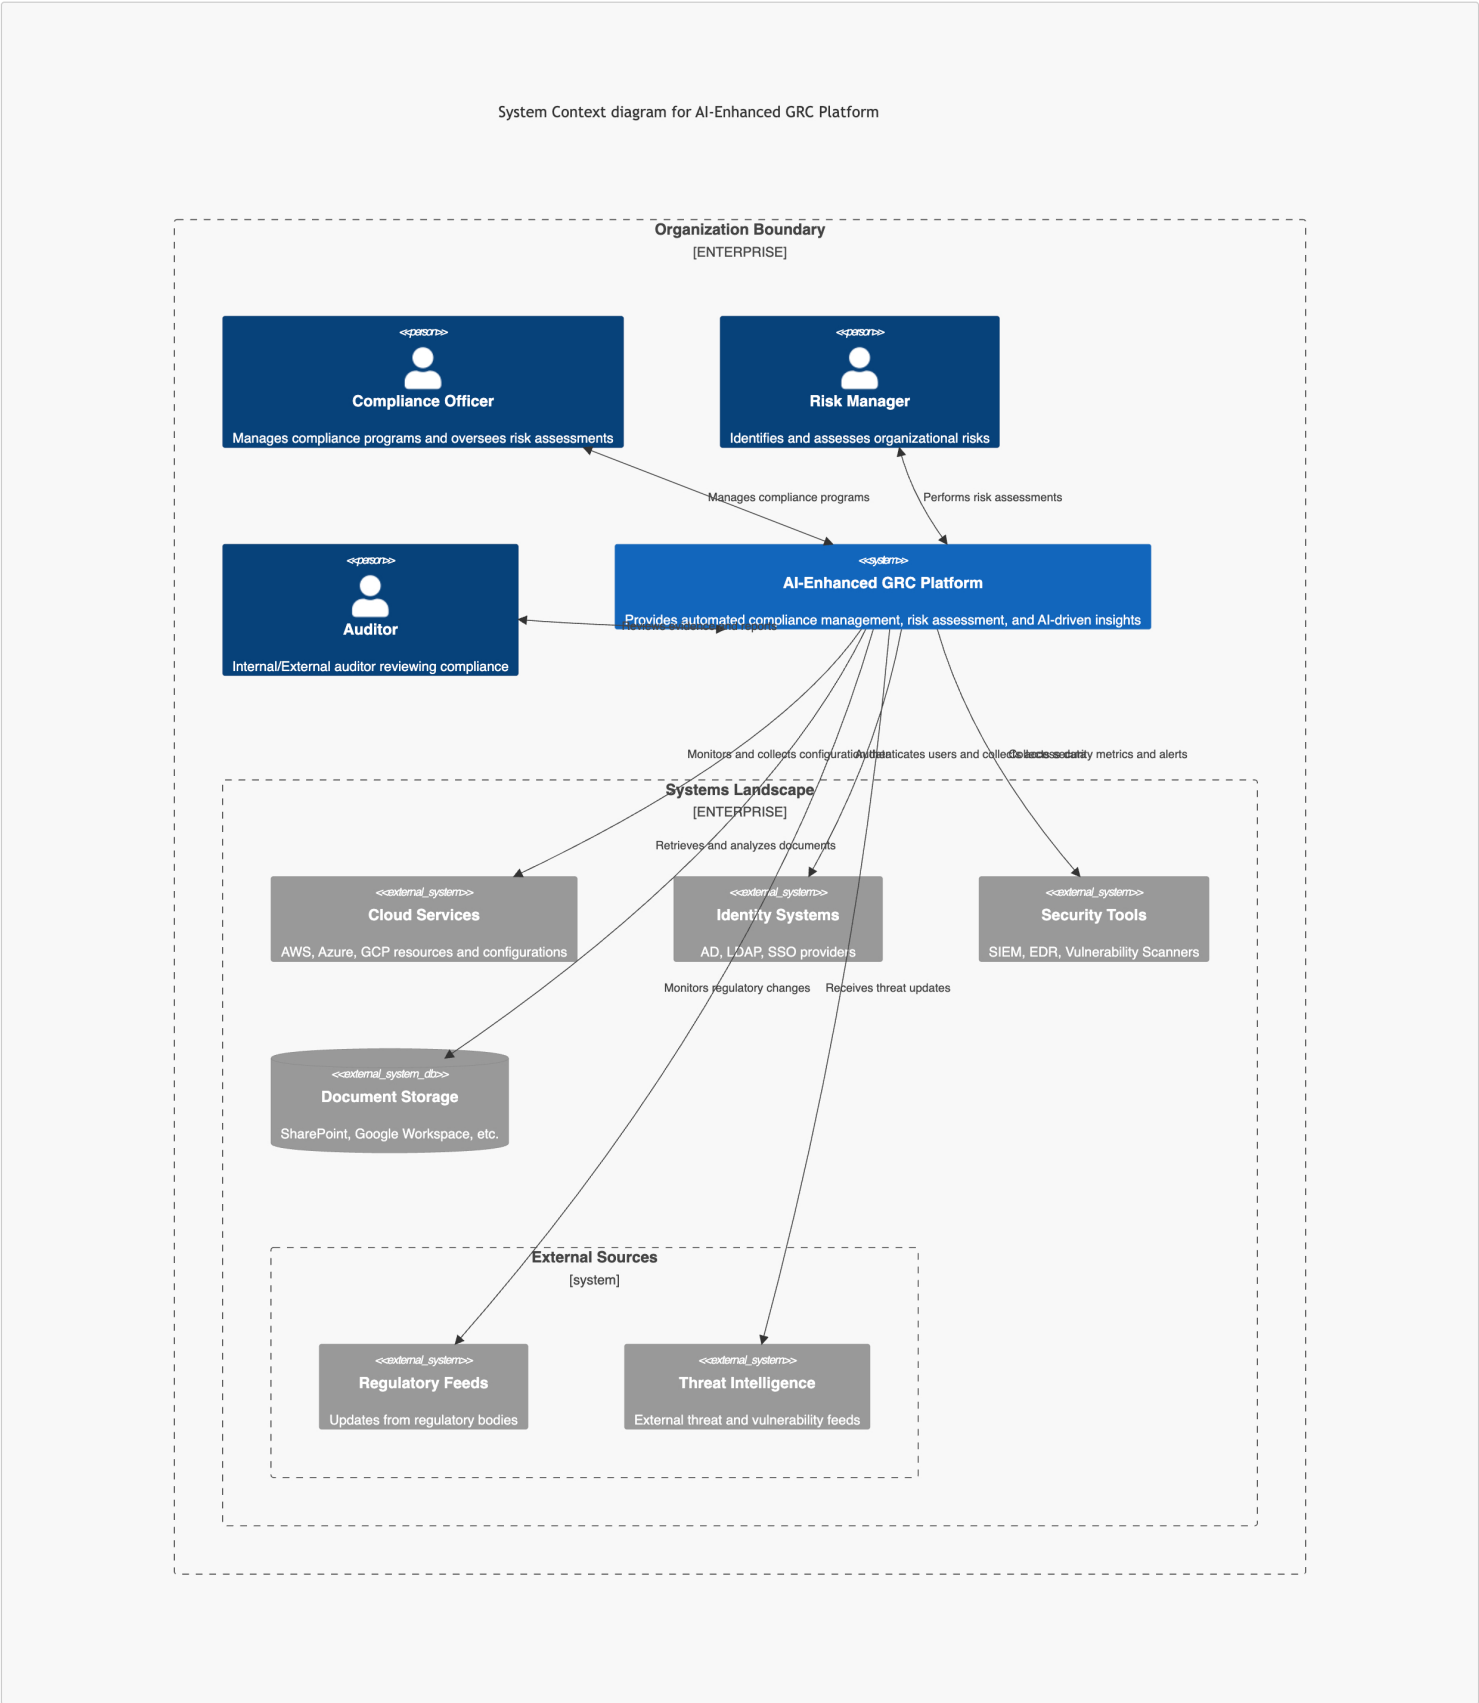 System Context diagram for AI-Enhanced GRC Platform
Organization Boundary
[ENTERPRISE]
<<person>>
Compliance Officer
Manages compliance programs and oversees risk assessments
<<person>>
Risk Manager
Identifies and assesses organizational risks
Manages compliance programs
Performs risk assessments
<<person>>
Auditor
Internal/External auditor reviewing compliance
<<system>>
AI-Enhanced GRC Platform
Provides automated compliance management, risk assessment, and AI-driven insights
Reviews evidence and reports
Monitors and collects configuration data
Authenticates users and collects access data
Collects security metrics and alerts
Systems Landscape
[ENTERPRISE]
Retrieves and analyzes documents
<<external_system>>
Cloud Services
AWS, Azure, GCP resources and configurations
<<external_system>>
Identity Systems
AD, LDAP, SSO providers
<<external_system>>
Security Tools
SIEM, EDR, Vulnerability Scanners
Monitors regulatory changes
Receives threat updates
<<external_system_db>>
Document Storage
SharePoint, Google Workspace, etc.
External Sources
[system]
<<external_system>>
Regulatory Feeds
Updates from regulatory bodies
<<external_system>>
Threat Intelligence
External threat and vulnerability feeds